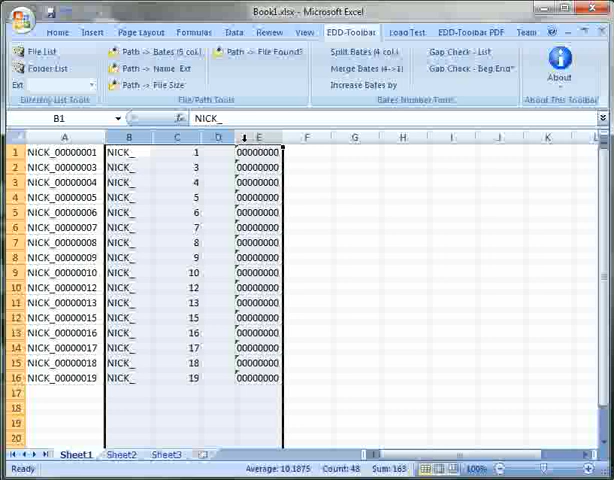 Book1.xlsx - Microsoft Excel
Home Insert Page Layout Formulas Data Review View EDD-Toolbar Load Test EDD-Toolbar PDF Team
File List Path -> Bates (5 col) Path -> File Found? Split Bates (4 col) Gap Check - List
Folder List Path -> Name Ext Merge Bates (4->1) Gap Check - Beg End
Ext Path -> File Size Increase Bates by About
Directory List Tools File/Path Tools Bates Number Tools About This Toolbar
B1 fx NICK_
A B C D E F G H I J K L
1 NICK_00000001 NICK_ 1 00000000
2 NICK_00000003 NICK_ 3 00000000
3 NICK_00000004 NICK_ 4 00000000
4 NICK_00000005 NICK_ 5 00000000
5 NICK_00000006 NICK_ 6 00000000
6 NICK_00000007 NICK_ 7 00000000
7 NICK_00000008 NICK_ 8 00000000
8 NICK_00000009 NICK_ 9 00000000
9 NICK_00000010 NICK_ 10 00000000
10 NICK_00000012 NICK_ 12 00000000
11 NICK_00000013 NICK_ 13 00000000
12 NICK_00000015 NICK_ 15 00000000
13 NICK_00000016 NICK_ 16 00000000
14 NICK_00000017 NICK_ 17 00000000
15 NICK_00000018 NICK_ 18 00000000
16 NICK_00000019 NICK_ 19 00000000
17
18
19
20
Sheet1 Sheet2 Sheet3
Ready Average: 10.1875 Count: 48 Sum: 163 100%